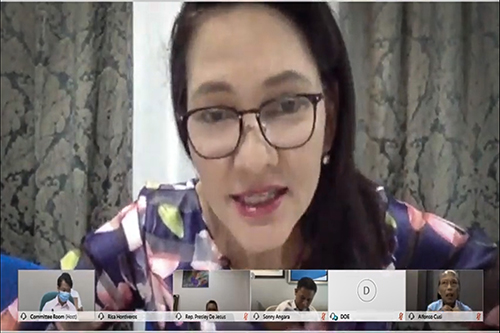 D
Committee Room (Host) Risa Hontiveros Rep. Presley De Jesus Sonny Angara DOE Alfonso Cusi